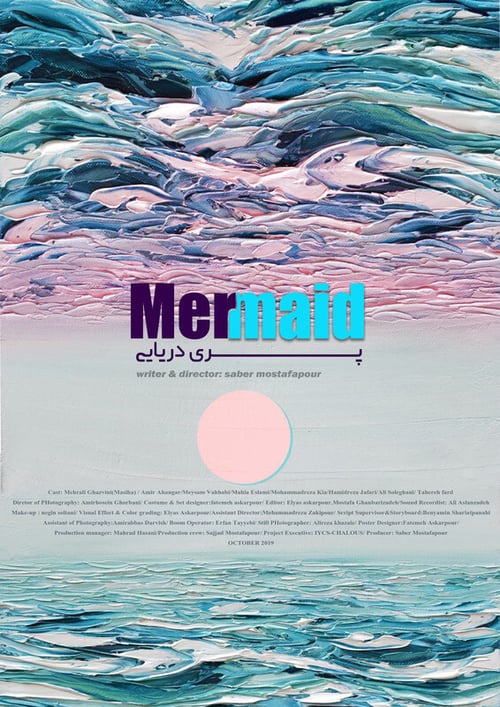 Mermaid
پری دریایی
writer & director: saber mostafapour
Cast: Mehrali Gharvini(Masiha) / Amir Ahangar/Meysam Vakhshi/Mahla Eslami/Mohammadreza Kia/Hamidreza Jafari/Ali Soleghani/ Tahereh fard
Diretor of PHotography: Amirhosein Ghorbani/ Costume & Set designer:fatemeh askarpour/ Editor: Elyas askarpour,Mostafa Ghanbarizadeh/Sound Recordist: Ali Aslanzadeh
Make-up : negin soltani/ Visual Effect & Color grading: Elyas Askarpour/Assistant Director:Mohammadreza Zakipour/ Script Supervisor&Storyboard:Benyamin Shariatpanahi
Assistant of Photography:Amirabbas Darvish/ Boom Operator: Erfan Tayyebi/ Still PHotographer: Alireza khazaie/ Poster Designer:Fatemeh Askarpour/
Production manager: Mahrad Hasani/Production crew: Sajjad Mostafapour/ Project Executive: IYCS-CHALOUS/ Producer: Saber Mostafapour
OCTOBER 2019